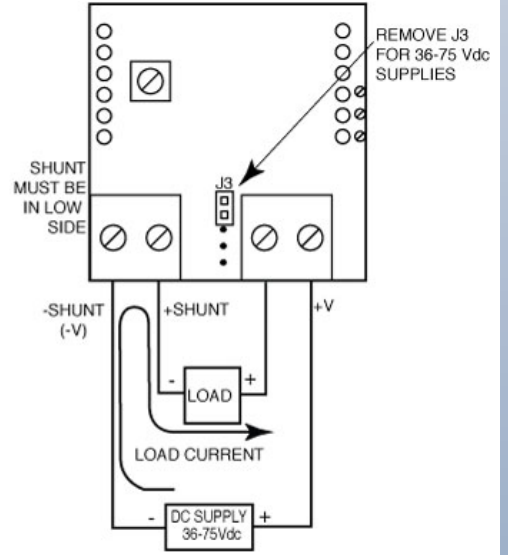 REMOVE J3
FOR 36-75 Vdc
SUPPLIES
SHUNT
MUST BE
IN LOW
SIDE
J3
-SHUNT
(-V)
+SHUNT
+V
- LOAD +
LOAD CURRENT
- DC SUPPLY +
36-75Vdc